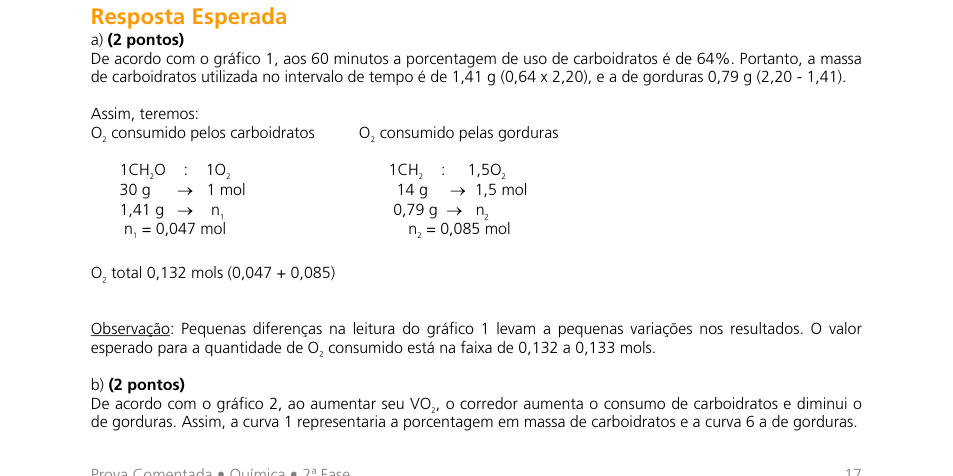 Resposta Esperada
a) (2 pontos)
De acordo com o gráfico 1, aos 60 minutos a porcentagem de uso de carboidratos é de 64%. Portanto, a massa
de carboidratos utilizada no intervalo de tempo é de 1,41 g (0,64 x 2,20), e a de gorduras 0,79 g (2,20 - 1,41).
Assim, teremos:
O₂ consumido pelos carboidratos O₂ consumido pelas gorduras
1CH₂O : 1O₂ 1CH₂ : 1,5O₂
30 g → 1 mol 14 g → 1,5 mol
1,41 g → n₁ 0,79 g → n₂
n₁ = 0,047 mol n₂ = 0,085 mol
O₂ total 0,132 mols (0,047 + 0,085)
Observação: Pequenas diferenças na leitura do gráfico 1 levam a pequenas variações nos resultados. O valor
esperado para a quantidade de O₂ consumido está na faixa de 0,132 a 0,133 mols.
b) (2 pontos)
De acordo com o gráfico 2, ao aumentar seu VO₂, o corredor aumenta o consumo de carboidratos e diminui o
de gorduras. Assim, a curva 1 representaria a porcentagem em massa de carboidratos e a curva 6 a de gorduras.
Prova Comentada • Química • 2ª Fase 17